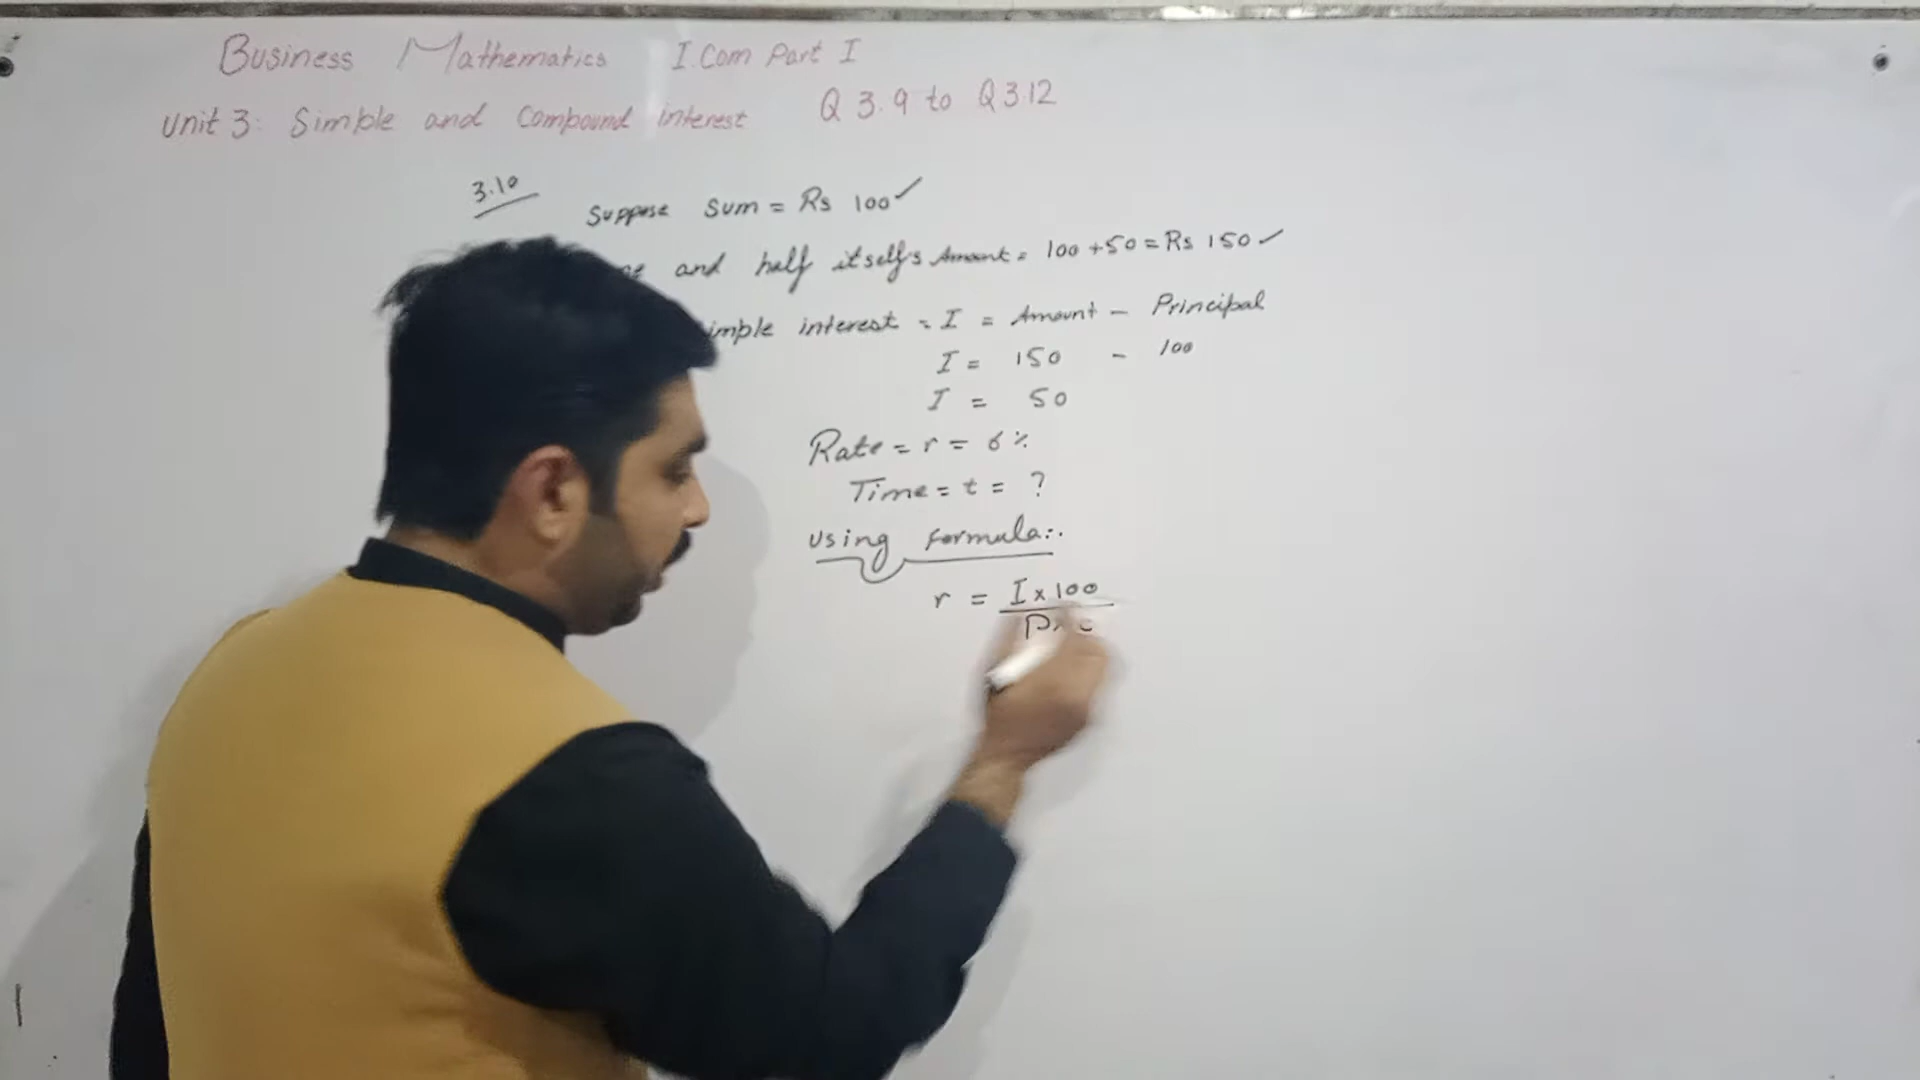 Business Mathematics I.Com Part I
Unit 3: Simple and Compound interest Q 3.9 to Q 3.12
3.10
Suppose Sum = Rs 100 ✓
and half itself's Amount = 100 + 50 = Rs 150 ✓
imple interest = I = Amount - Principal
I = 150 - 100
I = 50
Rate = r = 6%
Time = t = ?
Using Formula:.
r = I × 100